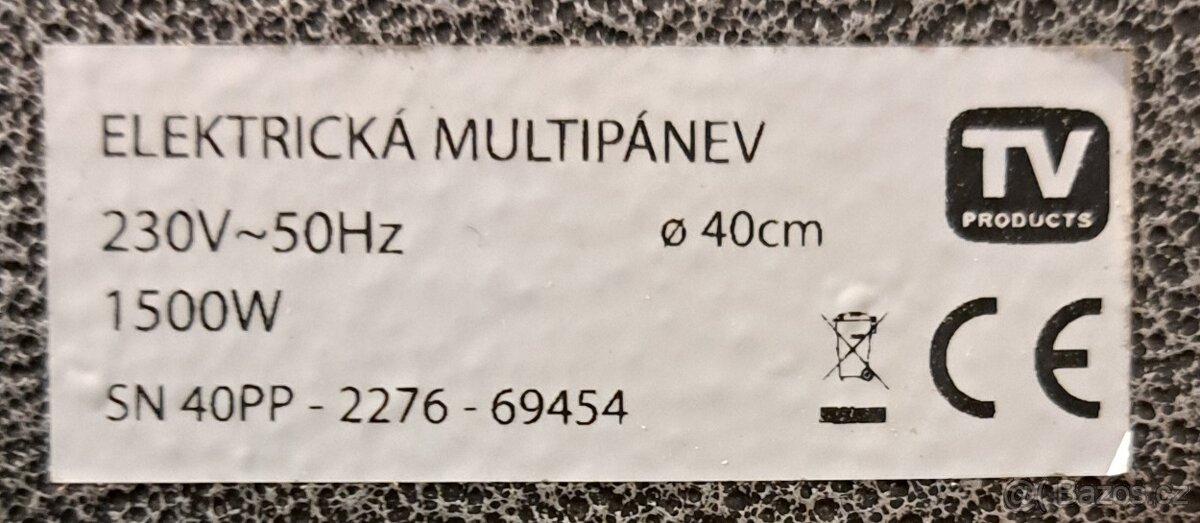 ELEKTRICKÁ MULTIPÁNEV
TV
PRODUCTS
230V~50Hz
ø 40cm
1500W
CE
SN 40PP - 2276 - 69454
Bazos.cz